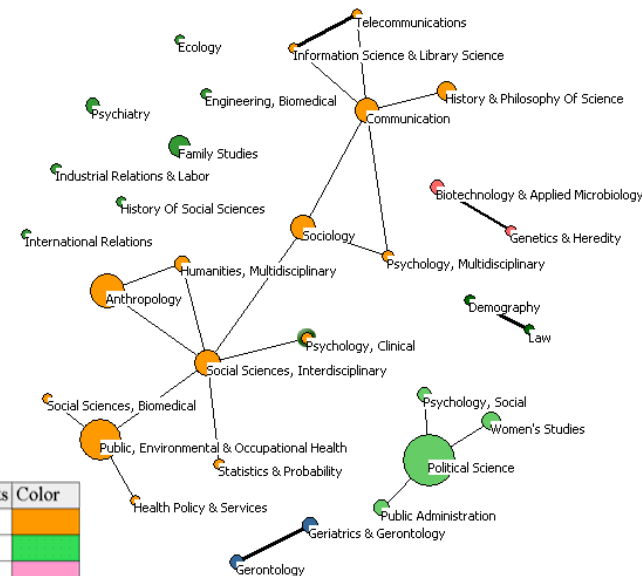 Telecommunications
Ecology
Information Science & Library Science
Engineering, Biomedical
History & Philosophy Of Science
Psychiatry
Communication
Family Studies
Industrial Relations & Labor
Biotechnology & Applied Microbiology
History Of Social Sciences
Sociology
Genetics & Heredity
International Relations
Humanities, Multidisciplinary
Psychology, Multidisciplinary
Anthropology
Demography
Law
Psychology, Clinical
Social Sciences, Interdisciplinary
Social Sciences, Biomedical
Psychology, Social
Women's Studies
Public, Environmental & Occupational Health
Statistics & Probability
Political Science
Color
Health Policy & Services
Public Administration
Geriatrics & Gerontology
Gerontology